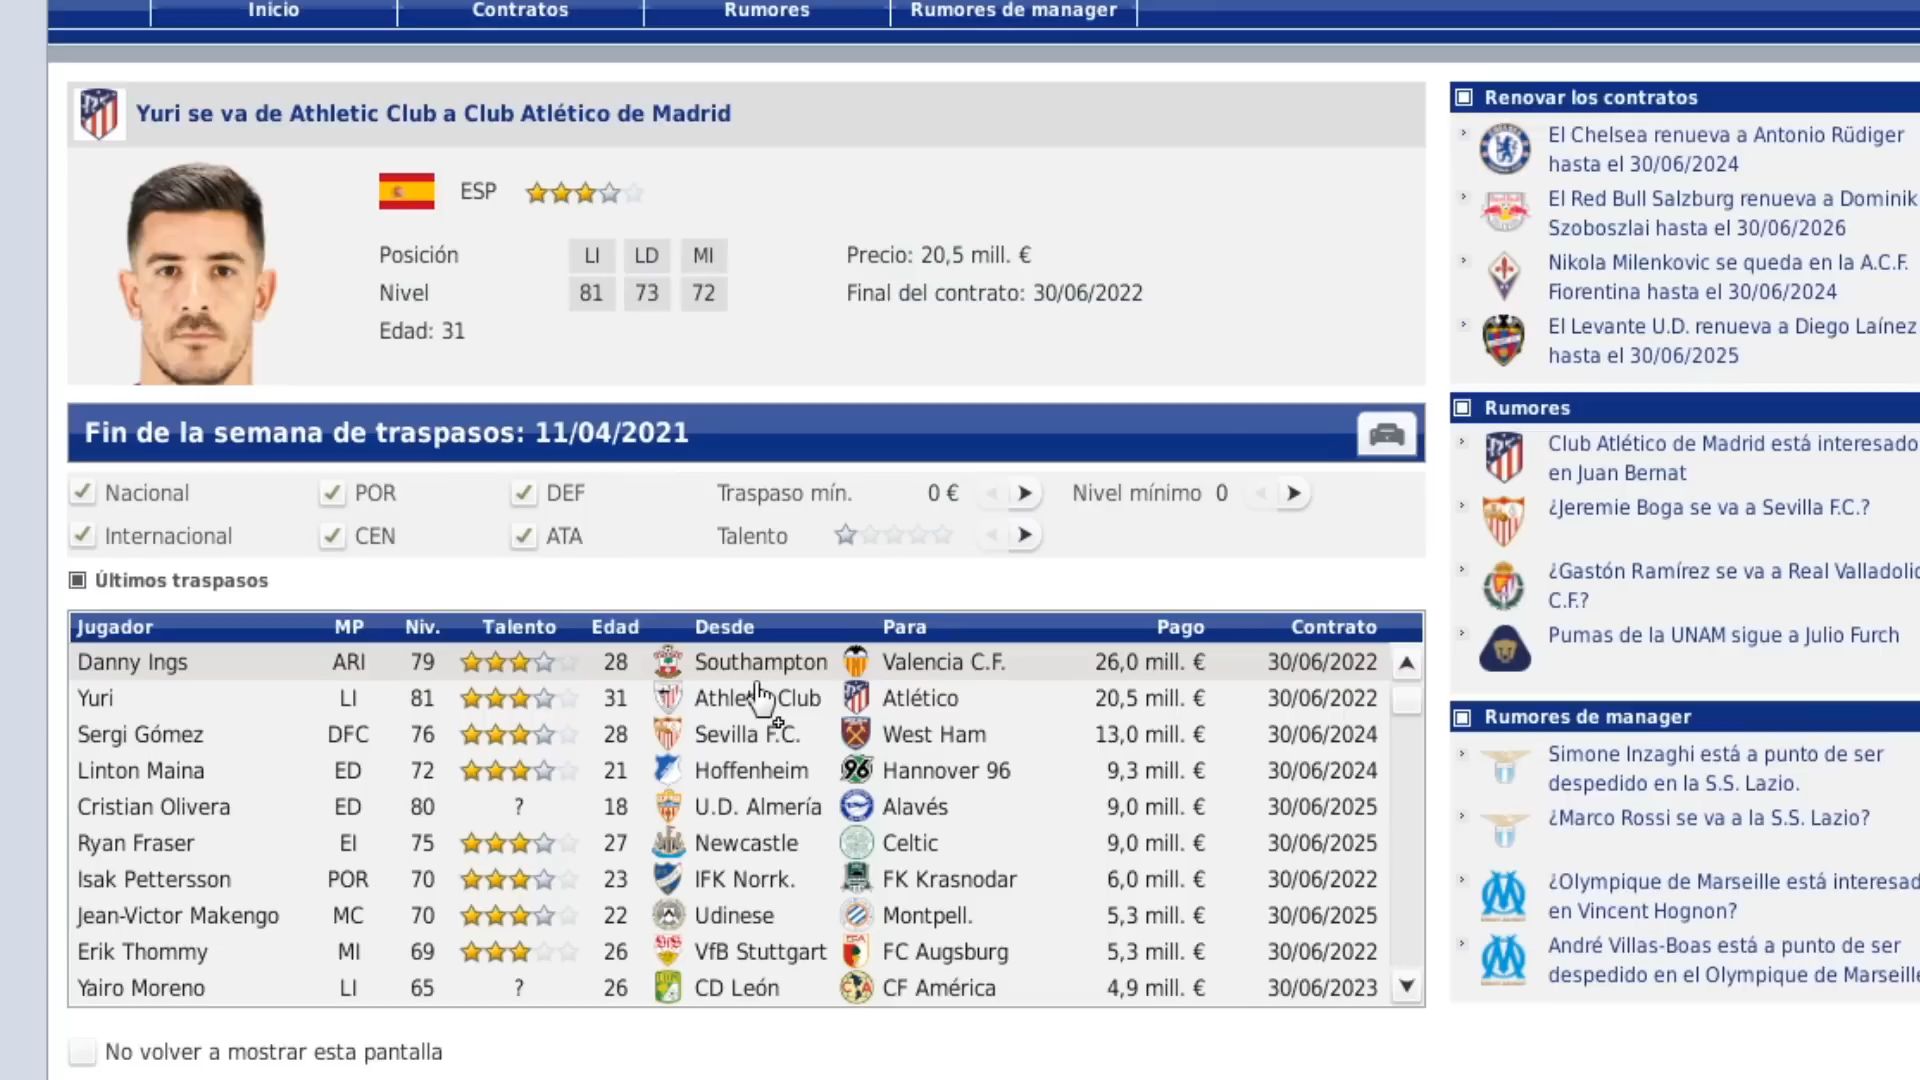 Inicio
Contratos
Rumores
Rumores de manager
Yuri se va de Athletic Club a Club Atlético de Madrid
ESP
Posición LI LD MI
Nivel 81 73 72
Edad: 31
Precio: 20,5 mill. €
Final del contrato: 30/06/2022
Fin de la semana de traspasos: 11/04/2021
Nacional POR DEF Traspaso mín. 0 € Nivel mínimo 0
Internacional CEN ATA Talento
Últimos traspasos
Jugador MP Niv. Talento Edad Desde Para Pago Contrato
Danny Ings ARI 79 28 Southampton Valencia C.F. 26,0 mill. € 30/06/2022
Yuri LI 81 31 Athletic Club Atlético 20,5 mill. € 30/06/2022
Sergi Gómez DFC 76 28 Sevilla F.C. West Ham 13,0 mill. € 30/06/2024
Linton Maina ED 72 21 Hoffenheim Hannover 96 9,3 mill. € 30/06/2024
Cristian Olivera ED 80 ? 18 U.D. Almería Alavés 9,0 mill. € 30/06/2025
Ryan Fraser EI 75 27 Newcastle Celtic 9,0 mill. € 30/06/2025
Isak Pettersson POR 70 23 IFK Norrk. FK Krasnodar 6,0 mill. € 30/06/2022
Jean-Victor Makengo MC 70 22 Udinese Montpell. 5,3 mill. € 30/06/2025
Erik Thommy MI 69 26 VfB Stuttgart FC Augsburg 5,3 mill. € 30/06/2022
Yairo Moreno LI 65 ? 26 CD León CF América 4,9 mill. € 30/06/2023
No volver a mostrar esta pantalla
Renovar los contratos
El Chelsea renueva a Antonio Rüdiger
hasta el 30/06/2024
El Red Bull Salzburg renueva a Dominik
Szoboszlai hasta el 30/06/2026
Nikola Milenkovic se queda en la A.C.F.
Fiorentina hasta el 30/06/2024
El Levante U.D. renueva a Diego Laínez
hasta el 30/06/2025
Rumores
Club Atlético de Madrid está interesado
en Juan Bernat
¿Jeremie Boga se va a Sevilla F.C.?
¿Gastón Ramírez se va a Real Valladolid
C.F.?
Pumas de la UNAM sigue a Julio Furch
Rumores de manager
Simone Inzaghi está a punto de ser
despedido en la S.S. Lazio.
¿Marco Rossi se va a la S.S. Lazio?
¿Olympique de Marseille está interesad
en Vincent Hognon?
André Villas-Boas está a punto de ser
despedido en el Olympique de Marseille